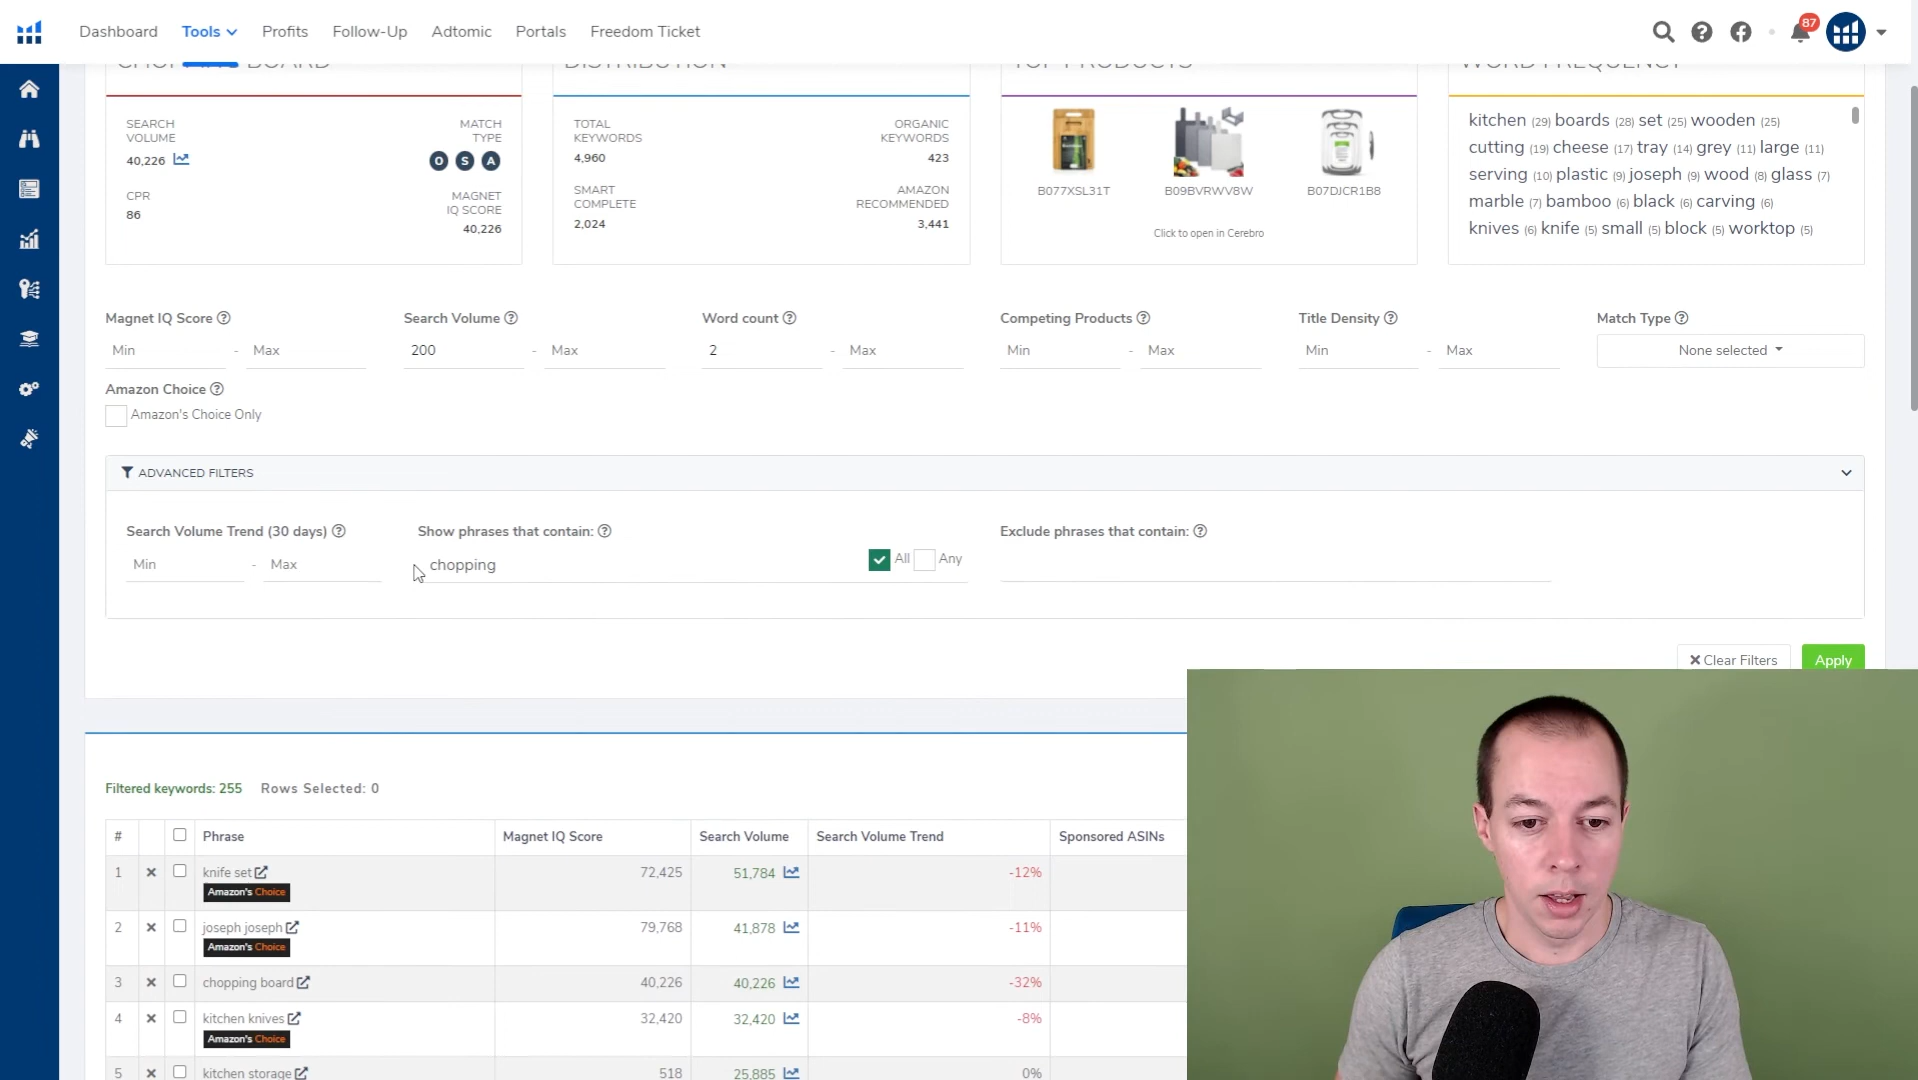 Dashboard Tools Profits Follow-Up Adtomic Portals Freedom Ticket
87
CHOPPING BOARD
DISTRIBUTION
TOP PRODUCTS
WORD FREQUENCY
SEARCH VOLUME
40,226
MATCH TYPE
O S A
CPR
86
MAGNET IQ SCORE
40,226
TOTAL KEYWORDS
4,960
ORGANIC KEYWORDS
423
SMART COMPLETE
2,024
AMAZON RECOMMENDED
3,441
B077XSL31T B09BVRWV8W B07DJCR1B8
Click to open in Cerebro
kitchen (29) boards (28) set (25) wooden (25)
cutting (19) cheese (17) tray (14) grey (11) large (11)
serving (10) plastic (9) joseph (9) wood (8) glass (7)
marble (7) bamboo (6) black (6) carving (6)
knives (6) knife (5) small (5) block (5) worktop (5)
Magnet IQ Score Search Volume Word count Competing Products Title Density Match Type
Min - Max 200 - Max 2 - Max Min - Max Min - Max None selected
Amazon Choice
Amazon's Choice Only
ADVANCED FILTERS
Search Volume Trend (30 days) Show phrases that contain: Exclude phrases that contain:
Min - Max chopping All Any
Clear Filters Apply
Filtered keywords: 255 Rows Selected: 0
# Phrase Magnet IQ Score Search Volume Search Volume Trend Sponsored ASINs
1 knife set 72,425 51,784 -12%
Amazon's Choice
2 joseph joseph 79,768 41,878 -11%
Amazon's Choice
3 chopping board 40,226 40,226 -32%
4 kitchen knives 32,420 32,420 -8%
Amazon's Choice
5 kitchen storage 518 25,885 0%